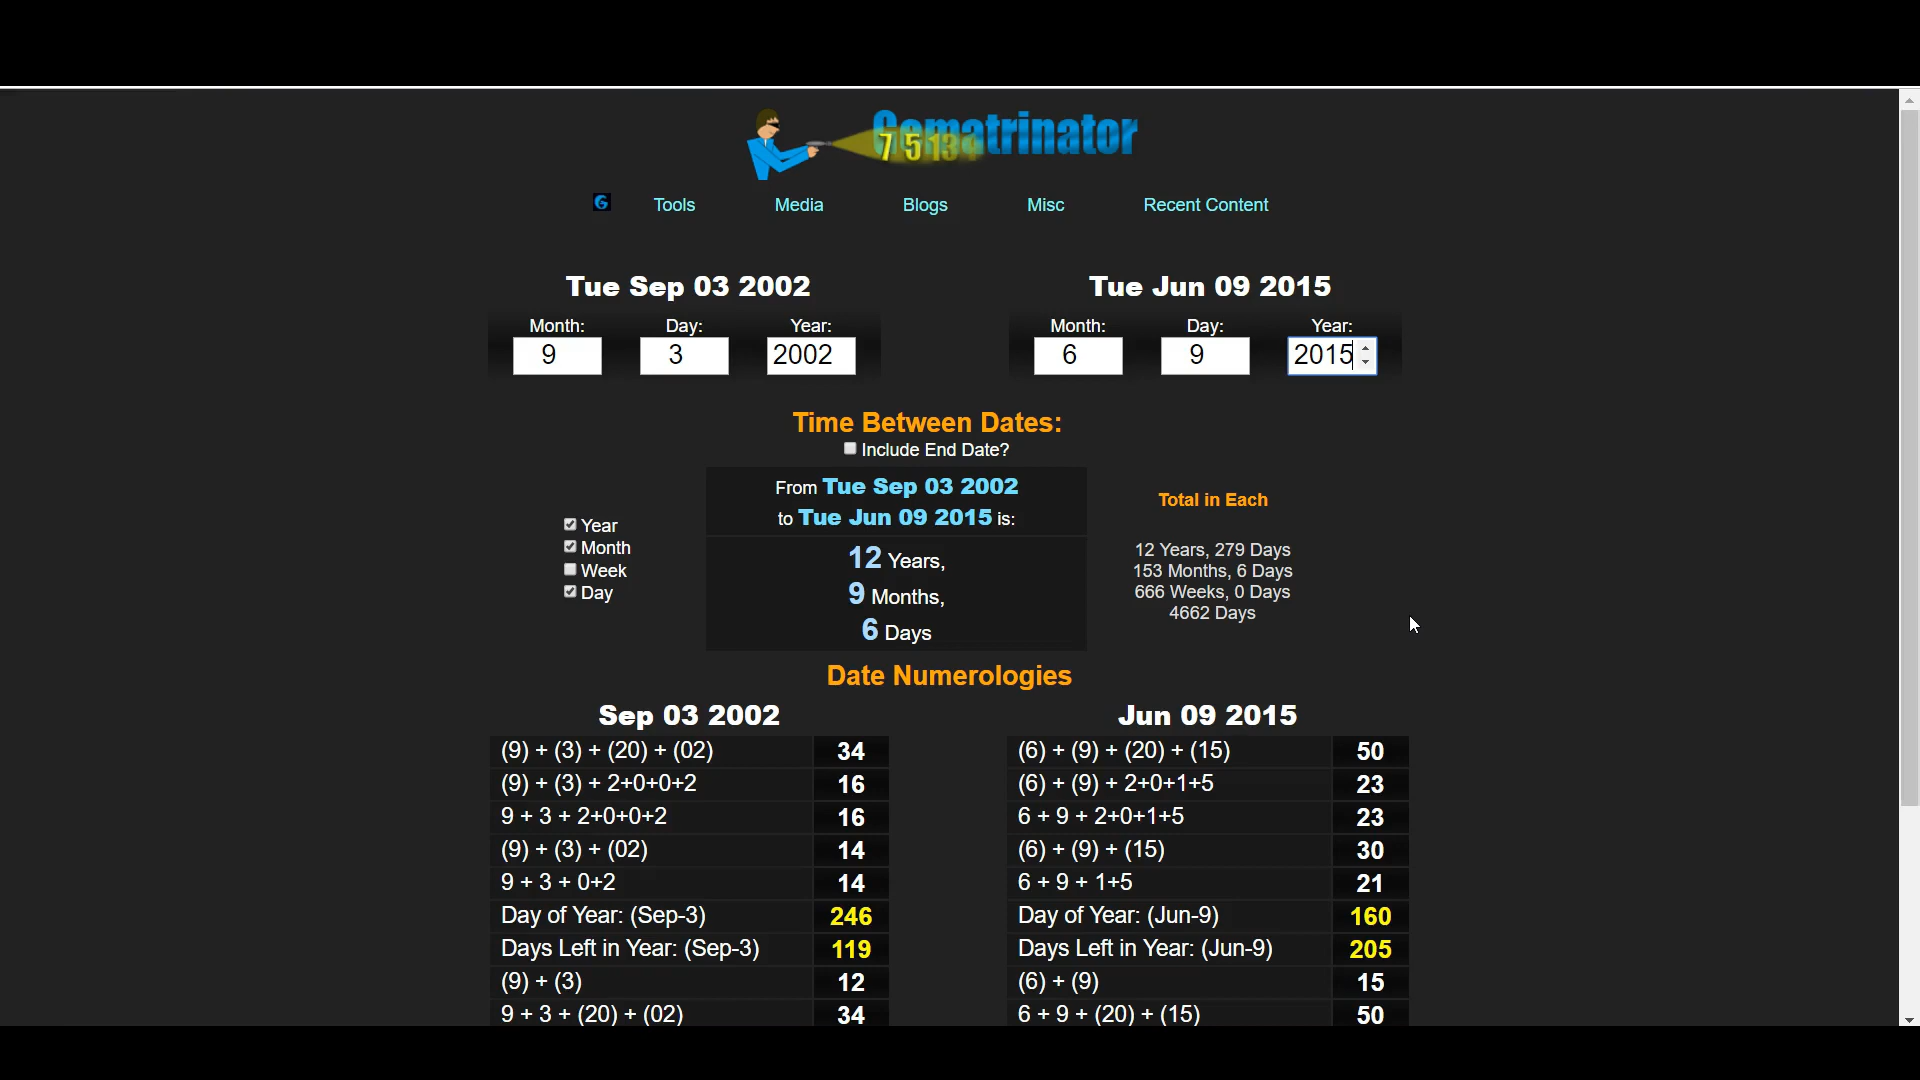 Gematrinator
7 5 134
G Tools Media Blogs Misc Recent Content
Tue Sep 03 2002 Tue Jun 09 2015
Month: Day: Year: Month: Day: Year:
9 3 2002 6 9 2015
Time Between Dates:
Include End Date?
From Tue Sep 03 2002
to Tue Jun 09 2015 is:
12 Years,
9 Months,
6 Days
Year
Month
Week
Day
Total in Each
12 Years, 279 Days
153 Months, 6 Days
666 Weeks, 0 Days
4662 Days
Date Numerologies
Sep 03 2002
(9) + (3) + (20) + (02) 34
(9) + (3) + 2+0+0+2 16
9 + 3 + 2+0+0+2 16
(9) + (3) + (02) 14
9 + 3 + 0+2 14
Day of Year: (Sep-3) 246
Days Left in Year: (Sep-3) 119
(9) + (3) 12
9 + 3 + (20) + (02) 34
Jun 09 2015
(6) + (9) + (20) + (15) 50
(6) + (9) + 2+0+1+5 23
6 + 9 + 2+0+1+5 23
(6) + (9) + (15) 30
6 + 9 + 1+5 21
Day of Year: (Jun-9) 160
Days Left in Year: (Jun-9) 205
(6) + (9) 15
6 + 9 + (20) + (15) 50